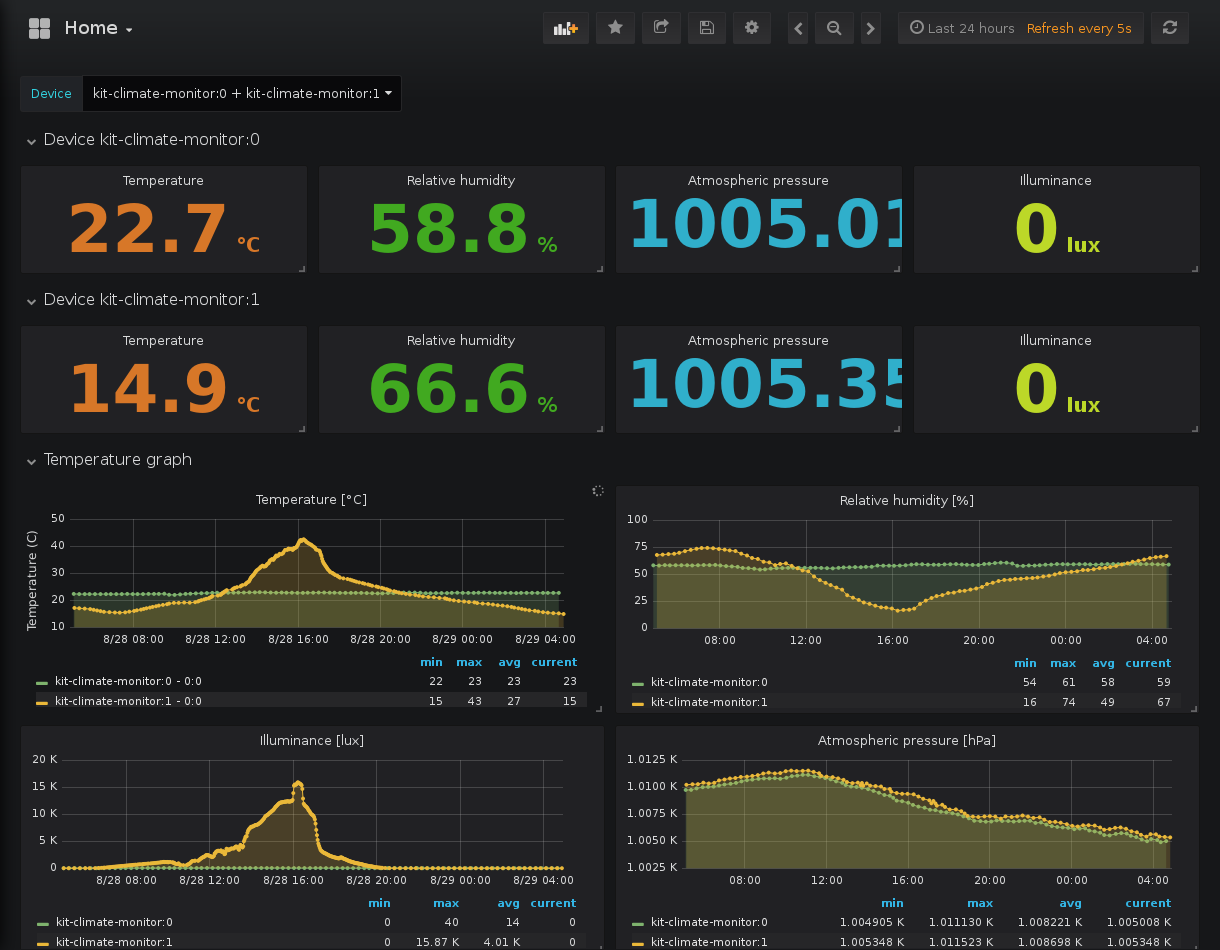 Home
Last 24 hours Refresh every 5s
Device kit-climate-monitor:0 + kit-climate-monitor:1
Device kit-climate-monitor:0
Temperature Relative humidity Atmospheric pressure Illuminance
22.7 °C 58.8 % 1005.01 0 lux
Device kit-climate-monitor:1
Temperature Relative humidity Atmospheric pressure Illuminance
14.9 °C 66.6 % 1005.35 0 lux
Temperature graph
Temperature [°C]
Temperature (C)
50
40
30
20
10
8/28 08:00 8/28 12:00 8/28 16:00 8/28 20:00 8/29 00:00 8/29 04:00
min max avg current
kit-climate-monitor:0 - 0:0 22 23 23 23
kit-climate-monitor:1 - 0:0 15 43 27 15
Relative humidity [%]
100
75
50
25
0
08:00 12:00 16:00 20:00 00:00 04:00
min max avg current
kit-climate-monitor:0 54 61 58 59
kit-climate-monitor:1 16 74 49 67
Illuminance [lux]
20 K
15 K
10 K
5 K
0
8/28 08:00 8/28 12:00 8/28 16:00 8/28 20:00 8/29 00:00 8/29 04:00
min max avg current
kit-climate-monitor:0 0 40 14 0
kit-climate-monitor:1 0 15.87 K 4.01 K 0
Atmospheric pressure [hPa]
1.0125 K
1.0100 K
1.0075 K
1.0050 K
1.0025 K
08:00 12:00 16:00 20:00 00:00 04:00
min max avg current
kit-climate-monitor:0 1.004905 K 1.011130 K 1.008221 K 1.005008 K
kit-climate-monitor:1 1.005348 K 1.011523 K 1.008698 K 1.005348 K